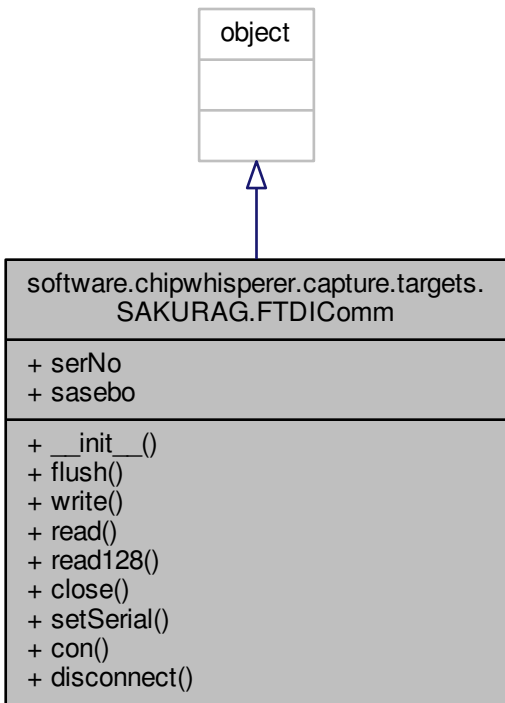 object
software.chipwhisperer.capture.targets.
SAKURAG.FTDIComm
+ serNo
+ sasebo
+ __init__()
+ flush()
+ write()
+ read()
+ read128()
+ close()
+ setSerial()
+ con()
+ disconnect()